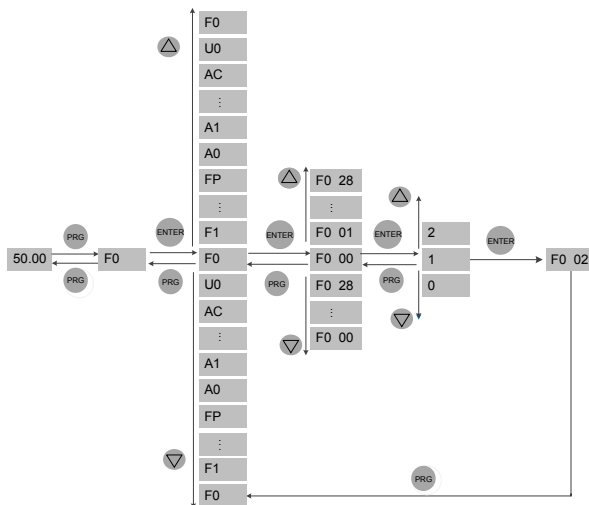 F0
U0
AC
⋮
A1
A0
FP
⋮
F1
F0
U0
AC
⋮
A1
A0
FP
⋮
F1
F0
50.00
PRG
PRG
F0
ENTER
PRG
ENTER
PRG
F0 28
⋮
F0 01
F0 00
F0 28
⋮
F0 00
ENTER
PRG
2
1
0
ENTER
F0 02
PRG